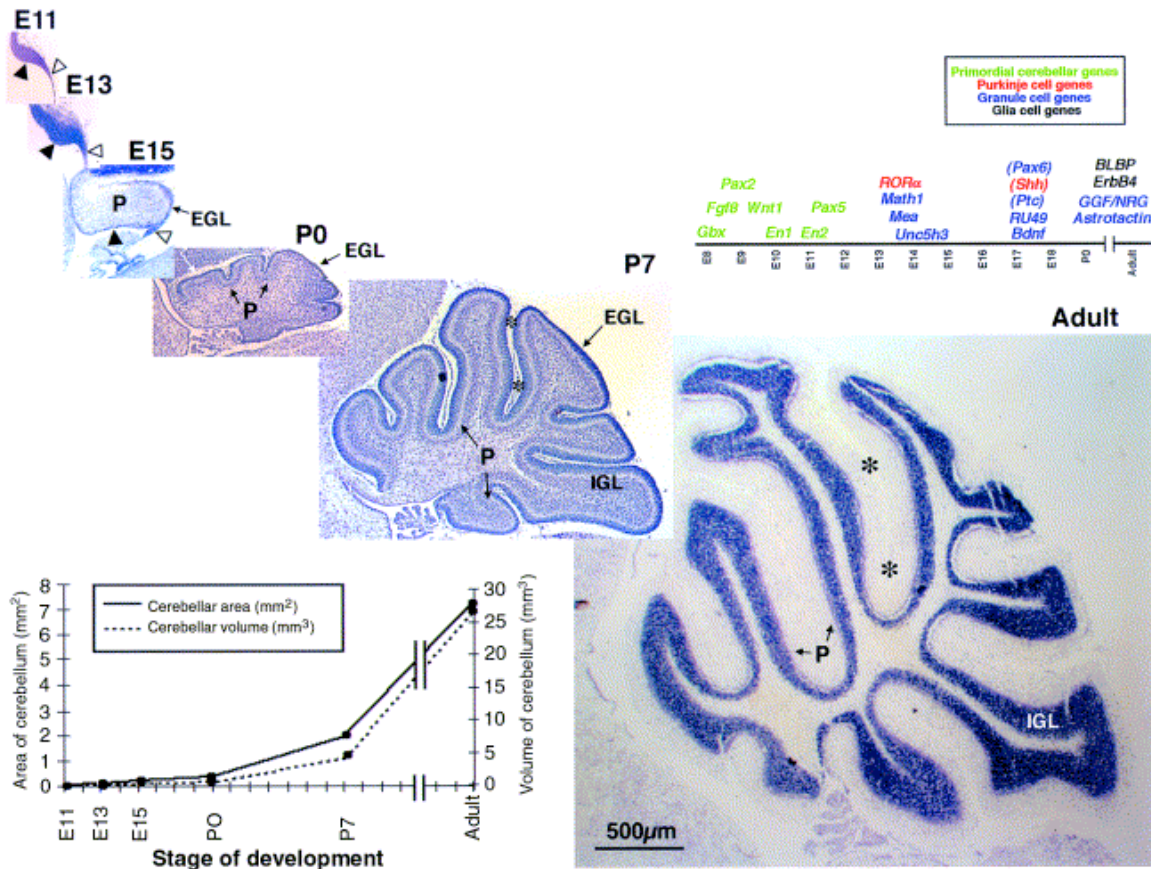 E11
E13
E15
P
EGL
P0
EGL
P
P7
EGL
*
*
P
IGL
Primordial cerebellar genes
Purkinje cell genes
Granule cell genes
Glia cell genes
Pax2
Fgf8 Wnt1
Pax5
Gbx
En1
En2
RORα
Math1
Mea
Unc5h3
(Pax6)
(Shh)
(Ptc)
RU49
Bdnf
BLBP
ErbB4
GGF/NRG
Astrotactin
E8
E9
E10
E11
E12
E13
E14
E15
E16
E17
E18
P0
Adult
Adult
*
*
P
IGL
500µm
Cerebellar area (mm²)
Cerebellar volume (mm³)
Area of cerebellum (mm²)
8
7
6
5
4
3
2
1
0
Volume of cerebellum (mm³)
30
25
20
15
10
5
0
E11
E13
E15
PO
P7
Adult
Stage of development